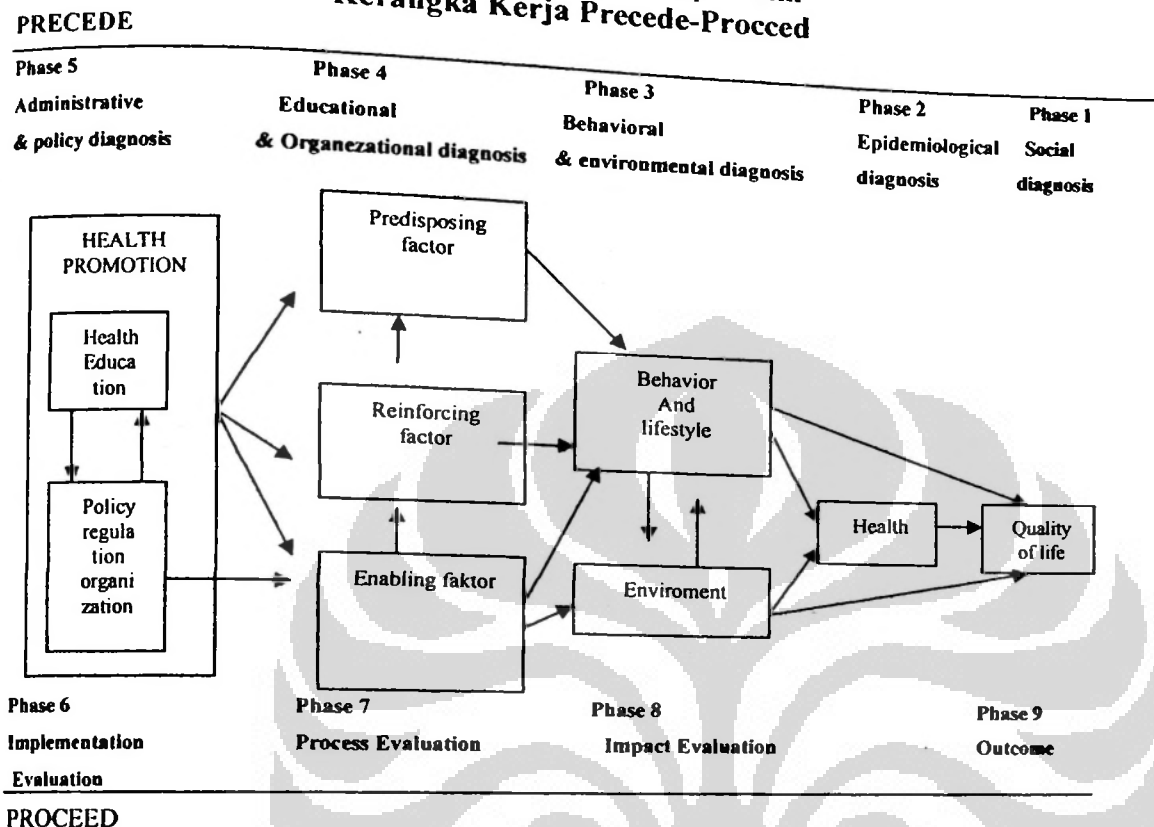 Kerangka Kerja Precede-Procced
PRECEDE
Phase 5
Administrative
& policy diagnosis
Phase 4
Educational
& Organezational diagnosis
Phase 3
Behavioral
& environmental diagnosis
Phase 2
Epidemiological
diagnosis
Phase 1
Social
diagnosis
HEALTH
PROMOTION
Health
Educa
tion
Policy
regula
tion
organi
zation
Predisposing
factor
Reinforcing
factor
Enabling faktor
Behavior
And
lifestyle
Enviroment
Health
Quality
of life
Phase 6
Implementation
Evaluation
Phase 7
Process Evaluation
Phase 8
Impact Evaluation
Phase 9
Outcome
PROCEED